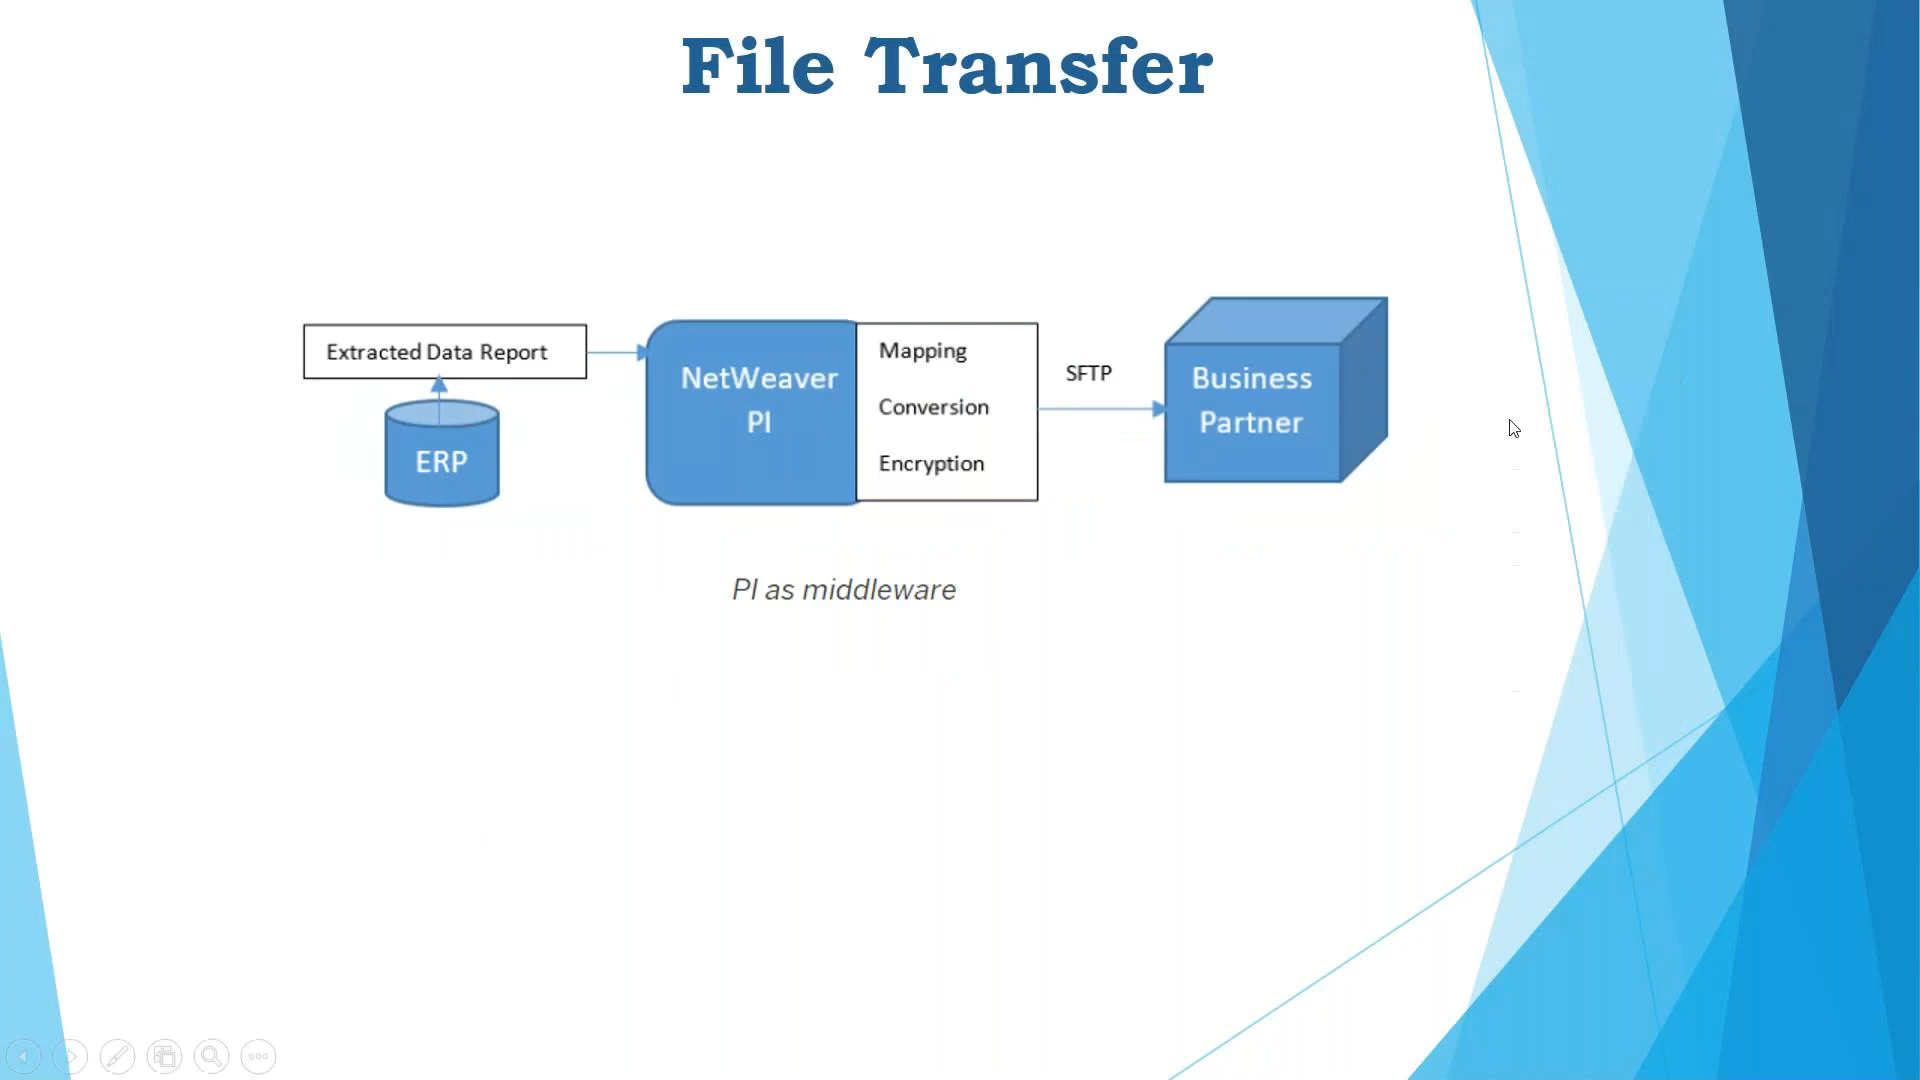 File Transfer
Extracted Data Report
ERP
NetWeaver
PI
Mapping
Conversion
Encryption
SFTP
Business
Partner
PI as middleware